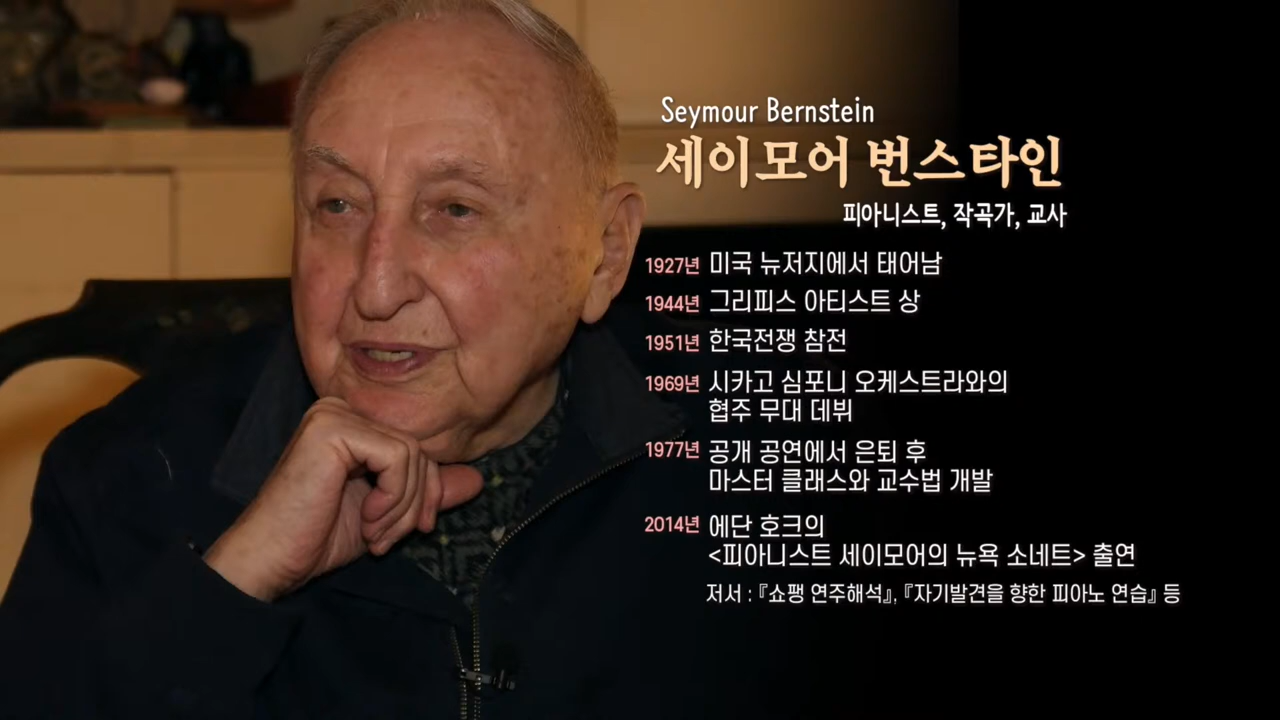 Seymour Bernstein
세이모어 번스타인
피아니스트, 작곡가, 교사
1927년 미국 뉴저지에서 태어남
1944년 그리피스 아티스트 상
1951년 한국전쟁 참전
1969년 시카고 심포니 오케스트라와의
협주 무대 데뷔
1977년 공개 공연에서 은퇴 후
마스터 클래스와 교수법 개발
2014년 에단 호크의
<피아니스트 세이모어의 뉴욕 소네트> 출연
저서 : 『쇼팽 연주해석』, 『자기발견을 향한 피아노 연습』 등